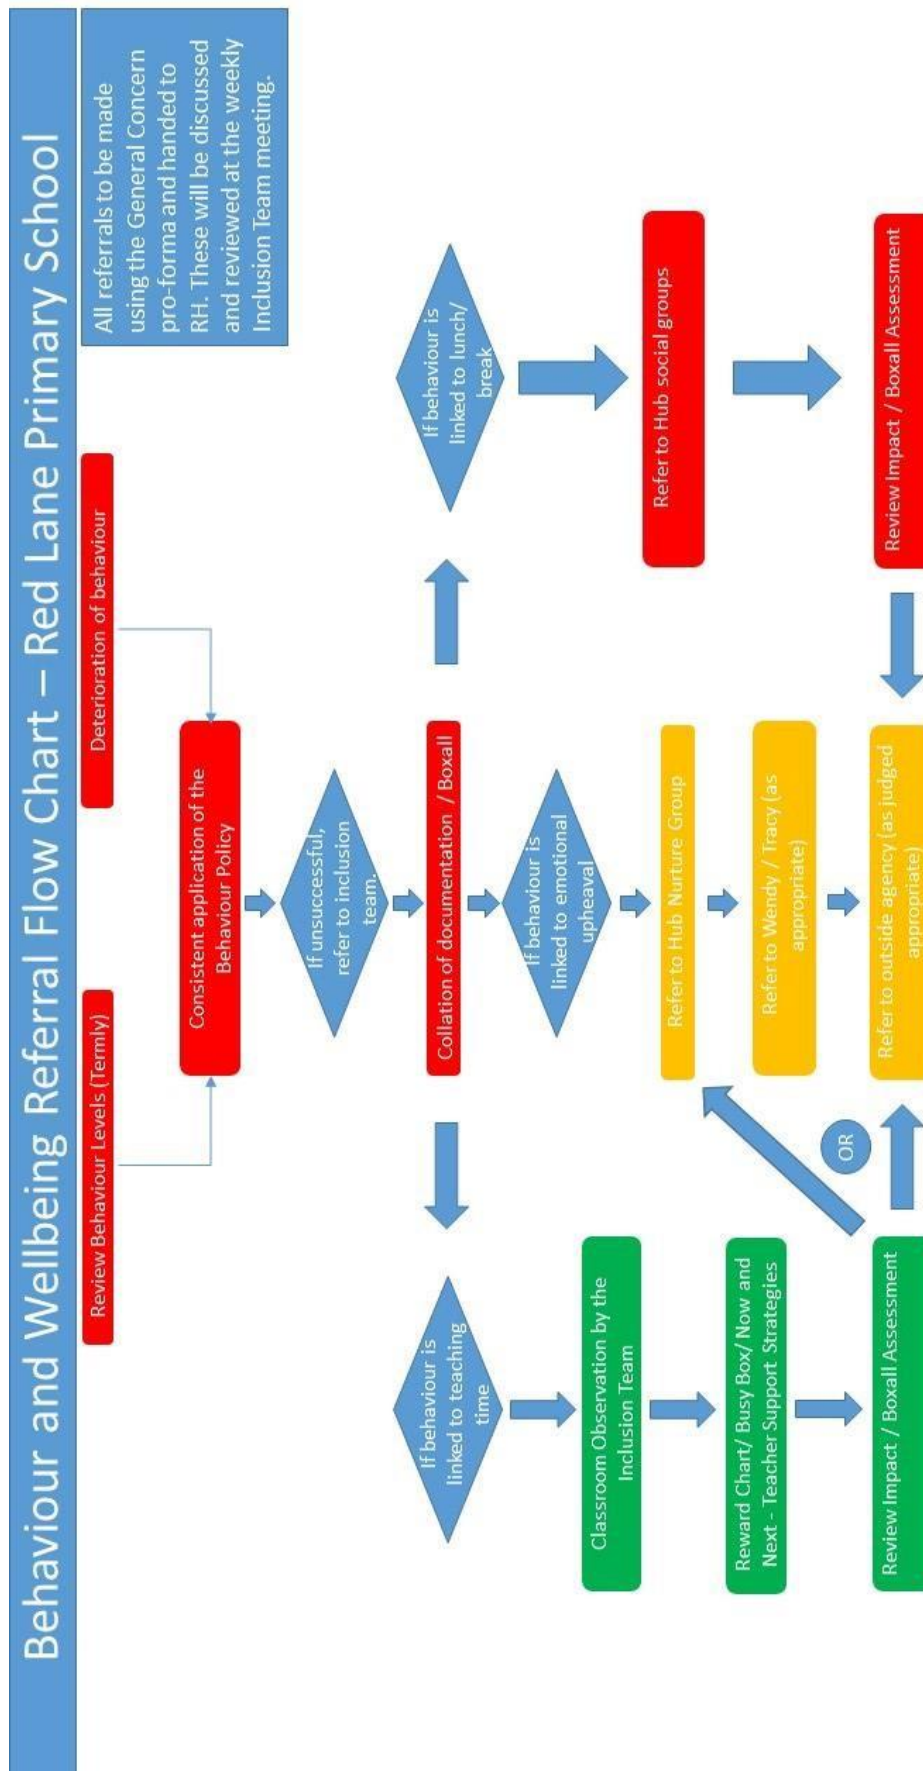 Behaviour and Wellbeing Referral Flow Chart – Red Lane Primary School
All referrals to be made
using the General Concern
pro-forma and handed to
RH. These will be discussed
and reviewed at the weekly
Inclusion Team meeting.
Review Behaviour Levels (Termly)
Deterioration of behaviour
Consistent application of the
Behaviour Policy
If unsuccessful,
refer to inclusion
team.
Collation of documentation / Boxall
If behaviour is
linked to teaching
time
If behaviour is
linked to emotional
upheaval
If behaviour is
linked to lunch/
break
Classroom Observation by the
Inclusion Team
Refer to Hub Nurture Group
Refer to Hub social groups
Reward Chart/ Busy Box/ Now and
Next - Teacher Support Strategies
Refer to Wendy / Tracy (as
appropriate)
Review Impact / Boxall Assessment
OR
Refer to outside agency (as judged
appropriate)
Review Impact / Boxall Assessment